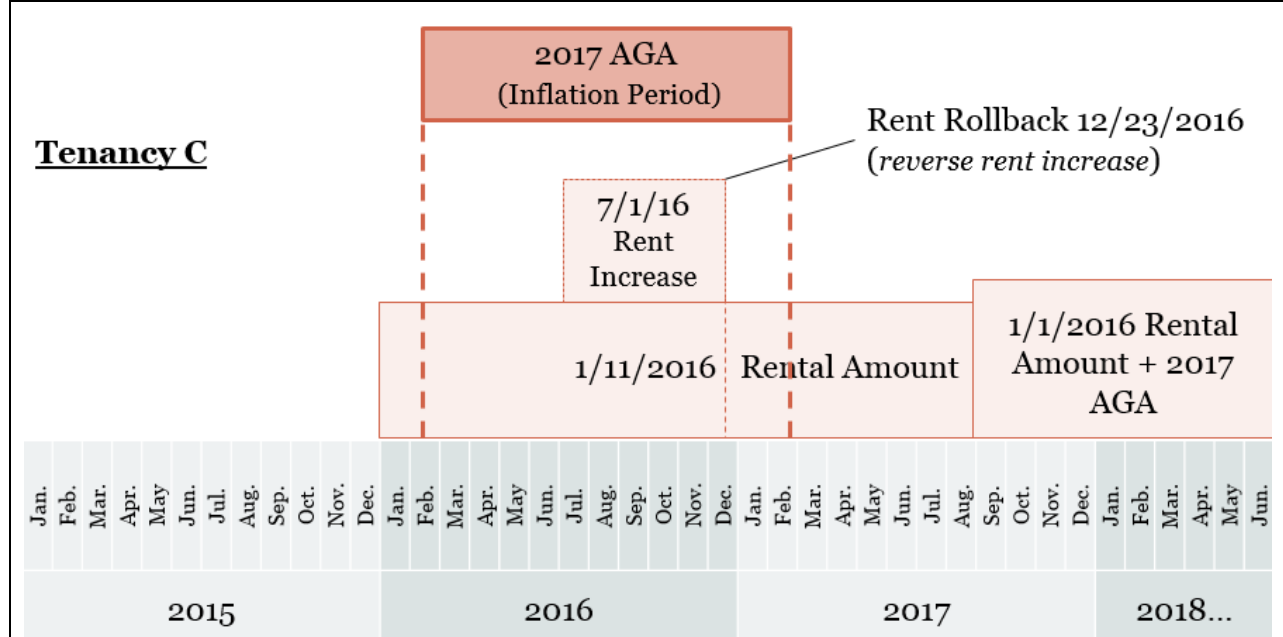 2017 AGA
(Inflation Period)
Tenancy C
Rent Rollback 12/23/2016
(reverse rent increase)
7/1/16
Rent
Increase
1/11/2016 Rental Amount
1/1/2016 Rental
Amount + 2017
AGA
Jan. Feb. Mar. Apr. May Jun. Jul. Aug. Sep. Oct. Nov. Dec. Jan. Feb. Mar. Apr. May Jun. Jul. Aug. Sep. Oct. Nov. Dec. Jan. Feb. Mar. Apr. May Jun. Jul. Aug. Sep. Oct. Nov. Dec. Jan. Feb. Mar. Apr. May Jun.
2015 2016 2017 2018...